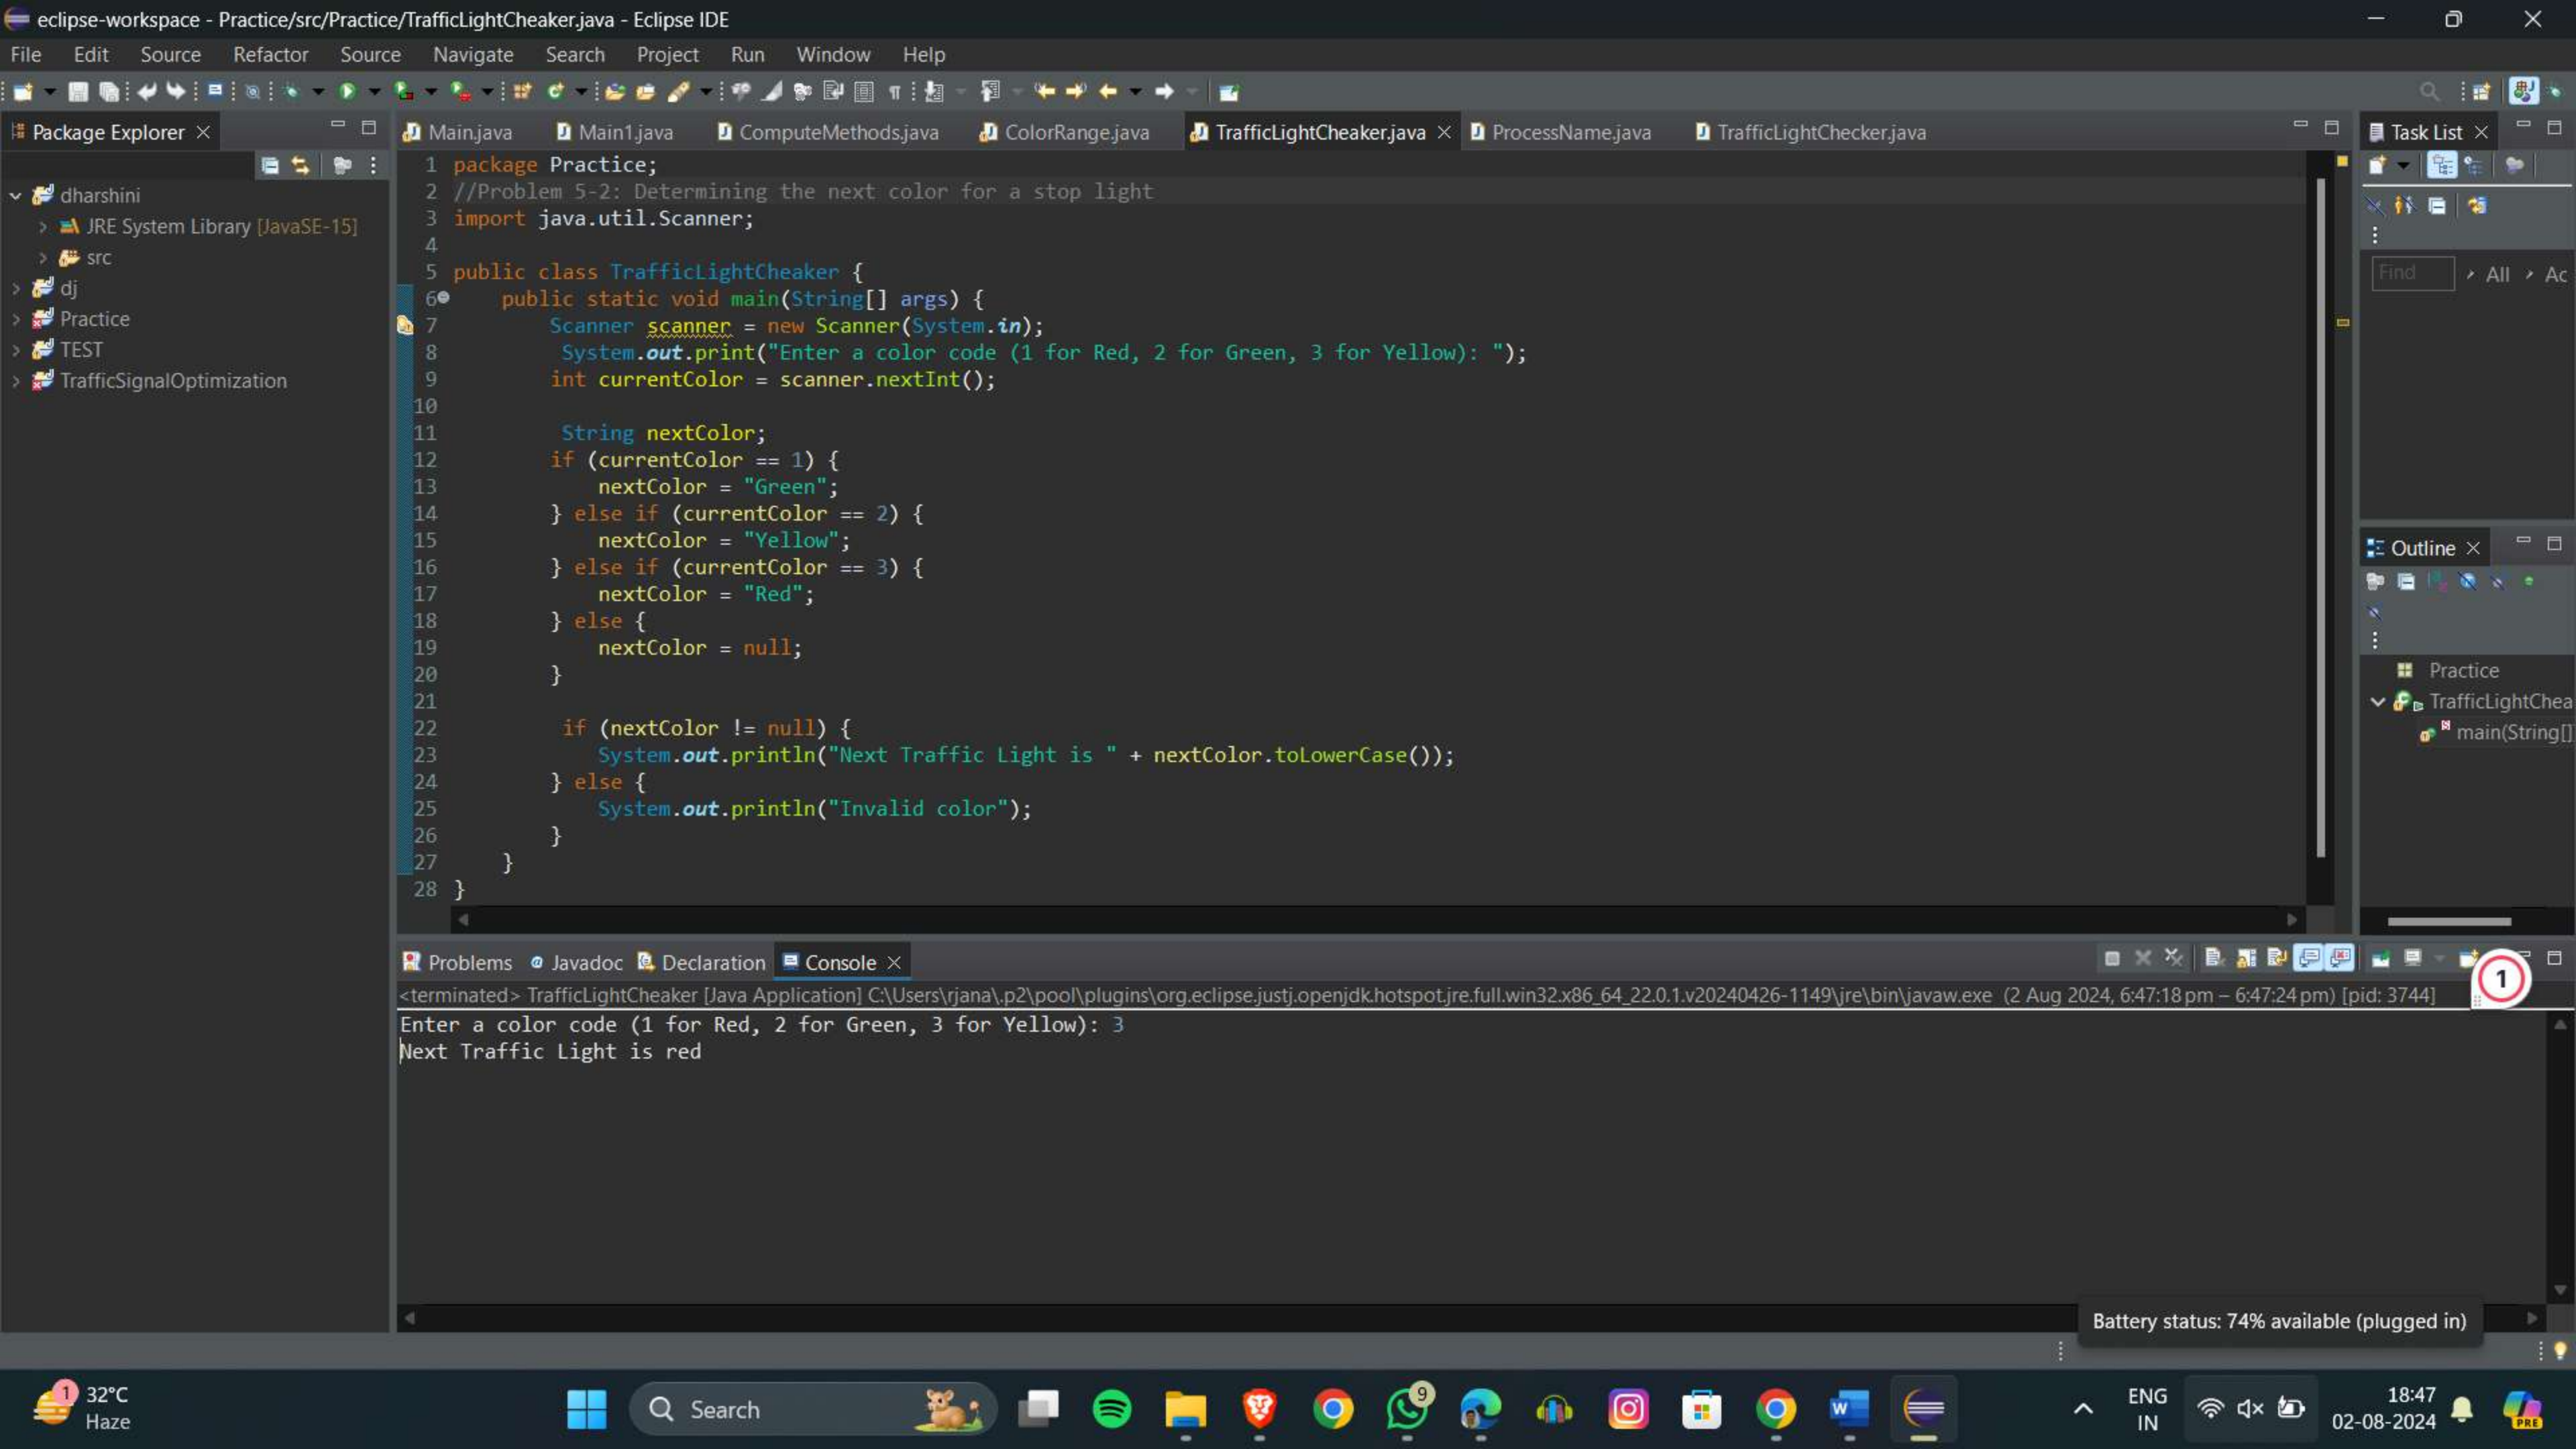 eclipse-workspace - Practice/src/Practice/TrafficLightCheaker.java - Eclipse IDE
File Edit Source Refactor Source Navigate Search Project Run Window Help
Package Explorer
dharshini
JRE System Library [JavaSE-15]
src
dj
Practice
TEST
TrafficSignalOptimization
Main.java Main1.java ComputeMethods.java ColorRange.java TrafficLightCheaker.java ProcessName.java TrafficLightChecker.java
1 package Practice;
2 //Problem 5-2: Determining the next color for a stop light
3 import java.util.Scanner;
4
5 public class TrafficLightCheaker {
6 public static void main(String[] args) {
7 Scanner scanner = new Scanner(System.in);
8 System.out.print("Enter a color code (1 for Red, 2 for Green, 3 for Yellow): ");
9 int currentColor = scanner.nextInt();
10
11 String nextColor;
12 if (currentColor == 1) {
13 nextColor = "Green";
14 } else if (currentColor == 2) {
15 nextColor = "Yellow";
16 } else if (currentColor == 3) {
17 nextColor = "Red";
18 } else {
19 nextColor = null;
20 }
21
22 if (nextColor != null) {
23 System.out.println("Next Traffic Light is " + nextColor.toLowerCase());
24 } else {
25 System.out.println("Invalid color");
26 }
27 }
28 }
Task List
Find All Ac
Outline
Practice
TrafficLightChea
main(String[]
Problems Javadoc Declaration Console
<terminated> TrafficLightCheaker [Java Application] C:\Users\rjana\.p2\pool\plugins\org.eclipse.justj.openjdk.hotspot.jre.full.win32.x86_64_22.0.1.v20240426-1149\jre\bin\javaw.exe (2 Aug 2024, 6:47:18 pm – 6:47:24 pm) [pid: 3744]
1
Enter a color code (1 for Red, 2 for Green, 3 for Yellow): 3
Next Traffic Light is red
Battery status: 74% available (plugged in)
1
32°C
Haze
Search
9
W
ENG
IN
18:47
02-08-2024
PRE